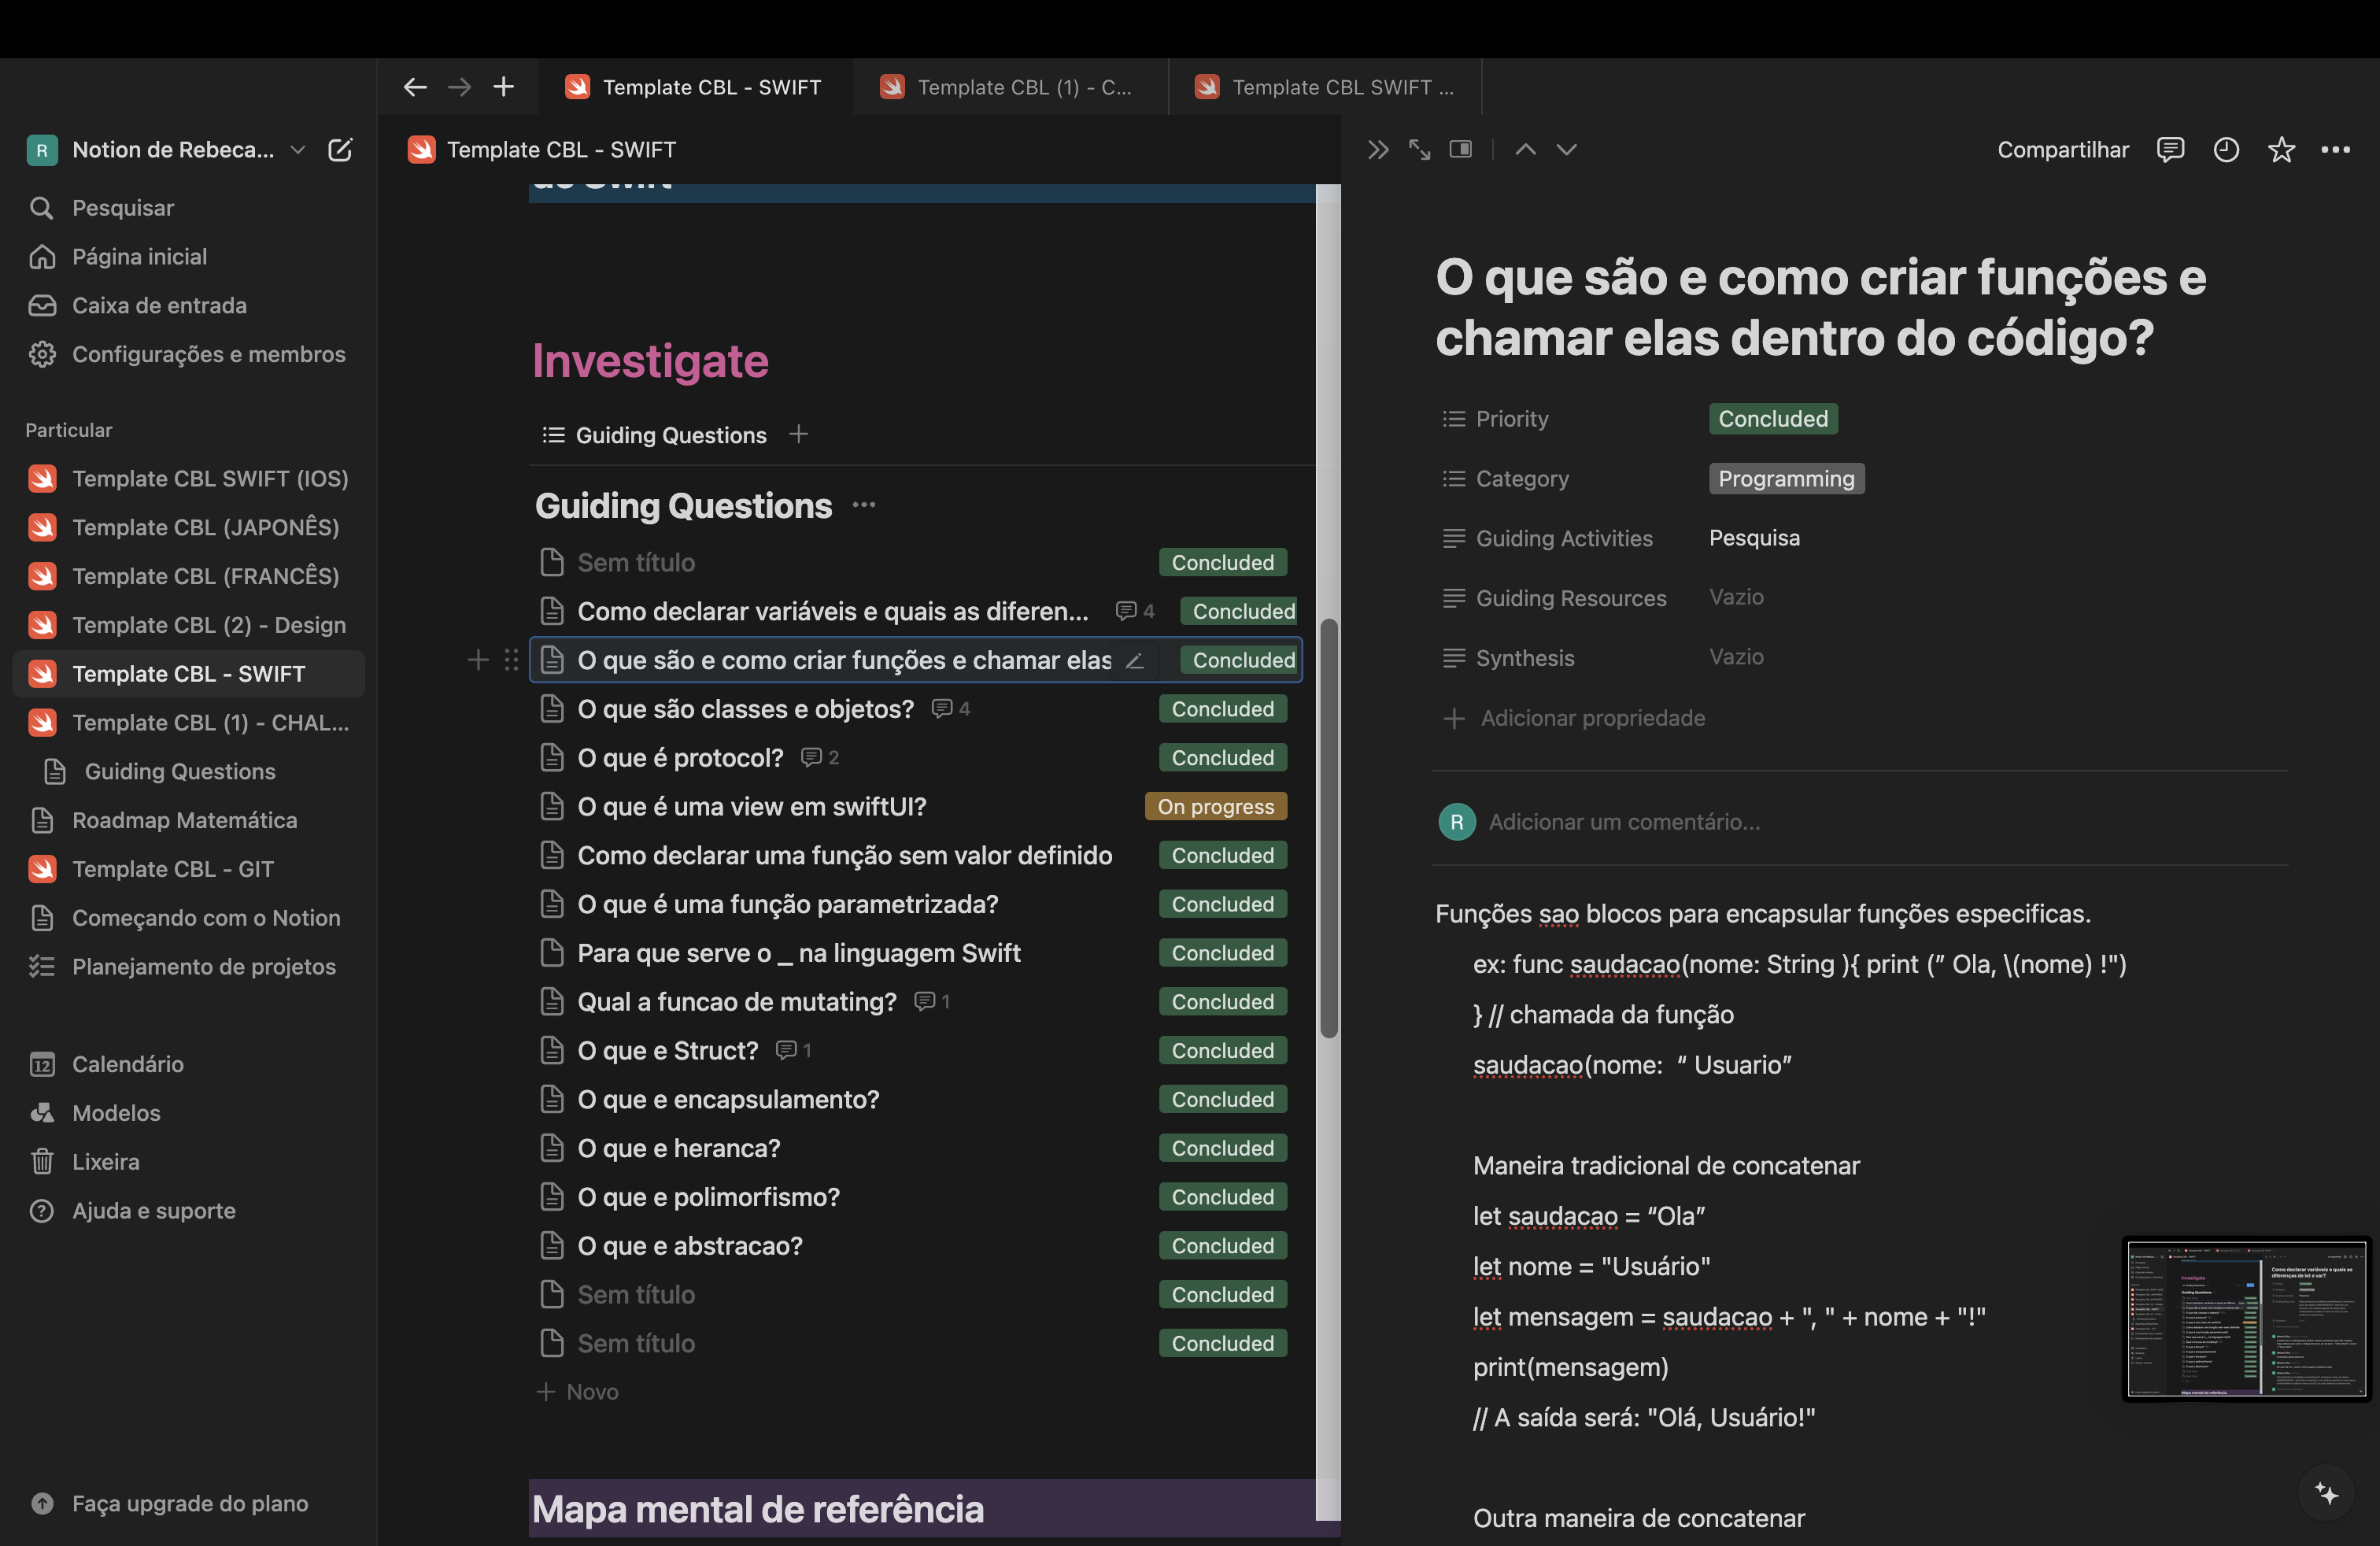 Template CBL - SWIFT
Template CBL (1) - C...
Template CBL SWIFT ...
R Notion de Rebeca...
Pesquisar
Página inicial
Caixa de entrada
Configurações e membros
Particular
Template CBL SWIFT (IOS)
Template CBL (JAPONÊS)
Template CBL (FRANCÊS)
Template CBL (2) - Design
Template CBL - SWIFT
Template CBL (1) - CHAL...
Guiding Questions
Roadmap Matemática
Template CBL - GIT
Começando com o Notion
Planejamento de projetos
12 Calendário
Modelos
Lixeira
Ajuda e suporte
Faça upgrade do plano
Template CBL - SWIFT
Investigate
Guiding Questions
Guiding Questions ...
Sem título Concluded
Como declarar variáveis e quais as diferen... 4 Concluded
O que são e como criar funções e chamar elas Concluded
O que são classes e objetos? 4 Concluded
O que é protocol? 2 Concluded
O que é uma view em swiftUI? On progress
Como declarar uma função sem valor definido Concluded
O que é uma função parametrizada? Concluded
Para que serve o _ na linguagem Swift Concluded
Qual a funcao de mutating? 1 Concluded
O que e Struct? 1 Concluded
O que e encapsulamento? Concluded
O que e heranca? Concluded
O que e polimorfismo? Concluded
O que e abstracao? Concluded
Sem título Concluded
Sem título Concluded
+ Novo
Mapa mental de referência
Compartilhar
O que são e como criar funções e
chamar elas dentro do código?
Priority Concluded
Category Programming
Guiding Activities Pesquisa
Guiding Resources Vazio
Synthesis Vazio
+ Adicionar propriedade
R Adicionar um comentário...
Funções sao blocos para encapsular funções especificas.
ex: func saudacao(nome: String ){ print (” Ola, \(nome) !")
} // chamada da função
saudacao(nome:  “ Usuario”
Maneira tradicional de concatenar
let saudacao = “Ola”
let nome = "Usuário"
let mensagem = saudacao + ", " + nome + "!"
print(mensagem)
// A saída será: "Olá, Usuário!"
Outra maneira de concatenar